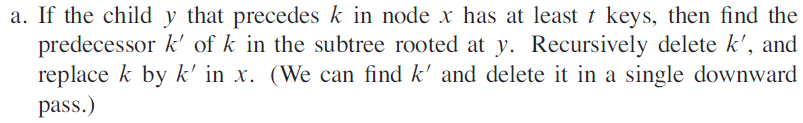 a. If the child y that precedes k in node x has at least t keys, then find the
predecessor k′ of k in the subtree rooted at y. Recursively delete k′, and
replace k by k′ in x. (We can find k′ and delete it in a single downward
pass.)